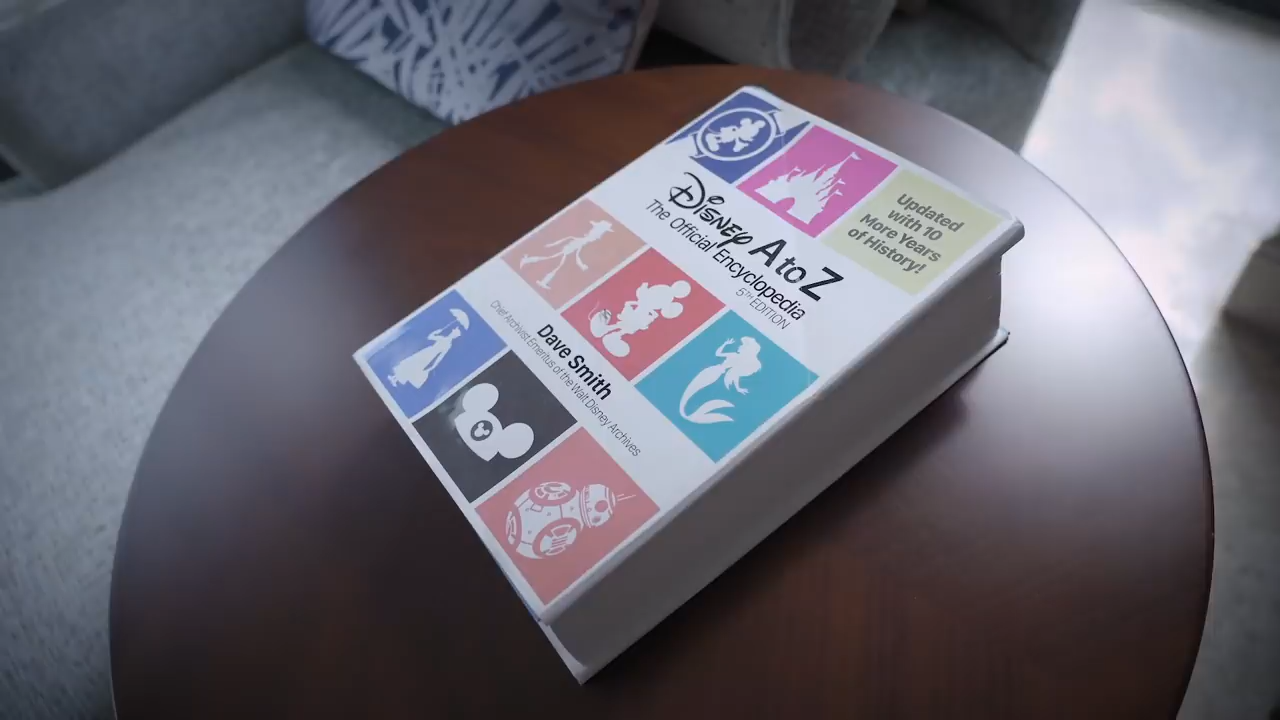 Updated
with 10
More Years
of History!
Disney A to Z
The Official Encyclopedia
5TH EDITION
Dave Smith
Chief Archivist Emeritus of the Walt Disney Archives